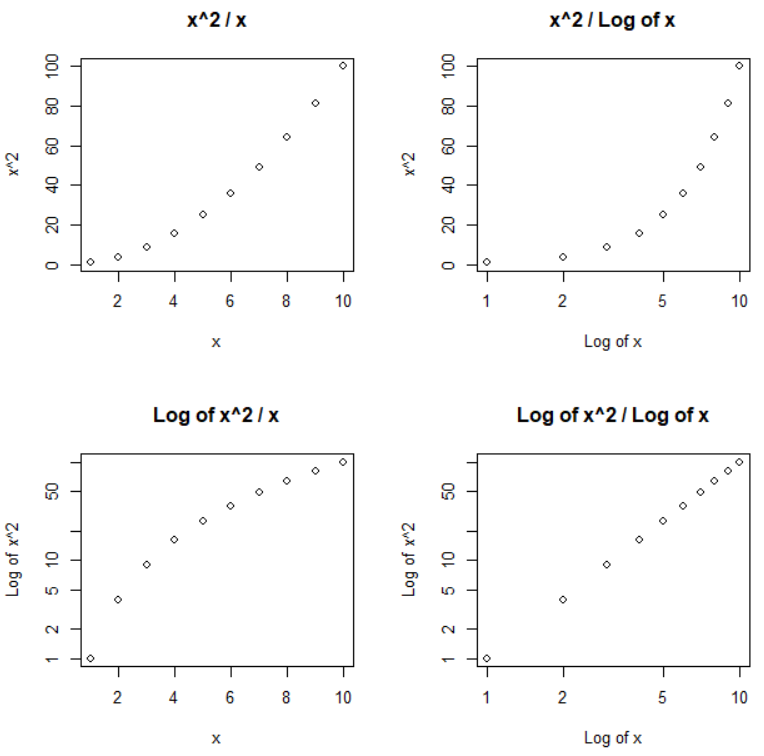 x^2 / x
x^2
100
80
60
40
20
0
2 4 6 8 10
x
x^2 / Log of x
x^2
100
80
60
40
20
0
1 2 5 10
Log of x
Log of x^2 / x
Log of x^2
50
10
5
2
1
2 4 6 8 10
x
Log of x^2 / Log of x
Log of x^2
50
10
5
2
1
1 2 5 10
Log of x